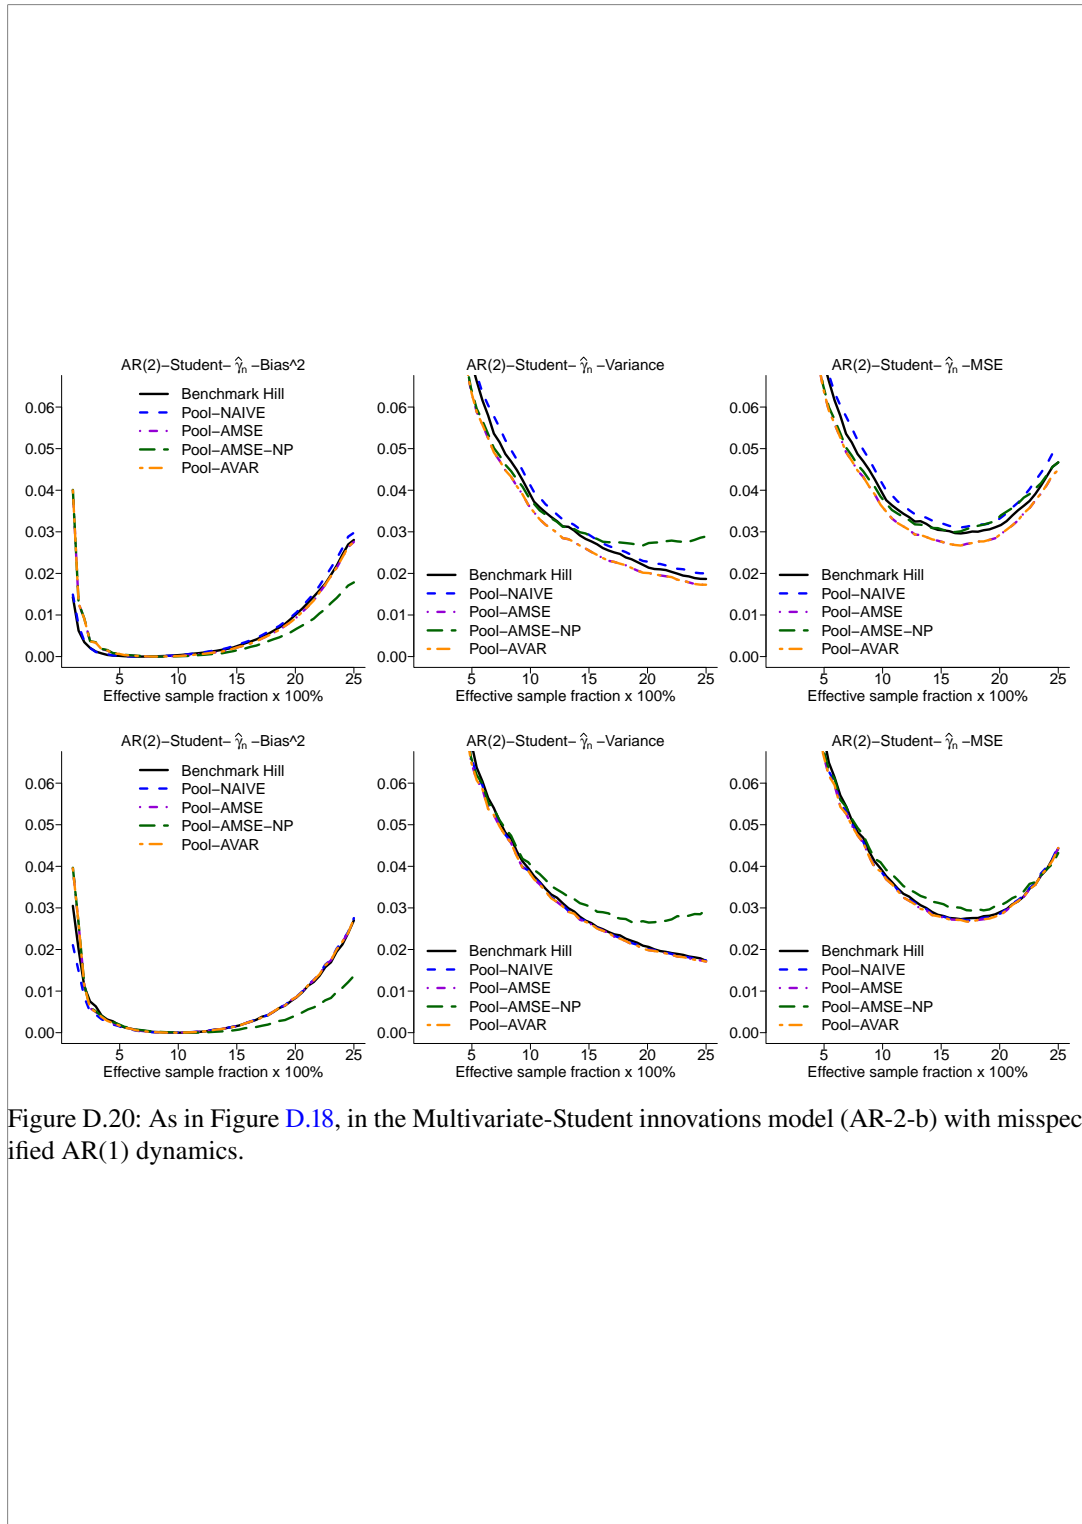 AR(2)−Student− γ̂n −Bias^2
0.00
0.01
0.02
0.03
0.04
0.05
0.06
5 10 15 20 25
Effective sample fraction x 100%
Benchmark Hill
Pool−NAIVE
Pool−AMSE
Pool−AMSE−NP
Pool−AVAR
AR(2)−Student− γ̂n −Variance
0.00
0.01
0.02
0.03
0.04
0.05
0.06
5 10 15 20 25
Effective sample fraction x 100%
Benchmark Hill
Pool−NAIVE
Pool−AMSE
Pool−AMSE−NP
Pool−AVAR
AR(2)−Student− γ̂n −MSE
0.00
0.01
0.02
0.03
0.04
0.05
0.06
5 10 15 20 25
Effective sample fraction x 100%
Benchmark Hill
Pool−NAIVE
Pool−AMSE
Pool−AMSE−NP
Pool−AVAR
AR(2)−Student− γ̂n −Bias^2
0.00
0.01
0.02
0.03
0.04
0.05
0.06
5 10 15 20 25
Effective sample fraction x 100%
Benchmark Hill
Pool−NAIVE
Pool−AMSE
Pool−AMSE−NP
Pool−AVAR
AR(2)−Student− γ̂n −Variance
0.00
0.01
0.02
0.03
0.04
0.05
0.06
5 10 15 20 25
Effective sample fraction x 100%
Benchmark Hill
Pool−NAIVE
Pool−AMSE
Pool−AMSE−NP
Pool−AVAR
AR(2)−Student− γ̂n −MSE
0.00
0.01
0.02
0.03
0.04
0.05
0.06
5 10 15 20 25
Effective sample fraction x 100%
Benchmark Hill
Pool−NAIVE
Pool−AMSE
Pool−AMSE−NP
Pool−AVAR
Figure D.20: As in Figure D.18, in the Multivariate-Student innovations model (AR-2-b) with misspec
ified AR(1) dynamics.